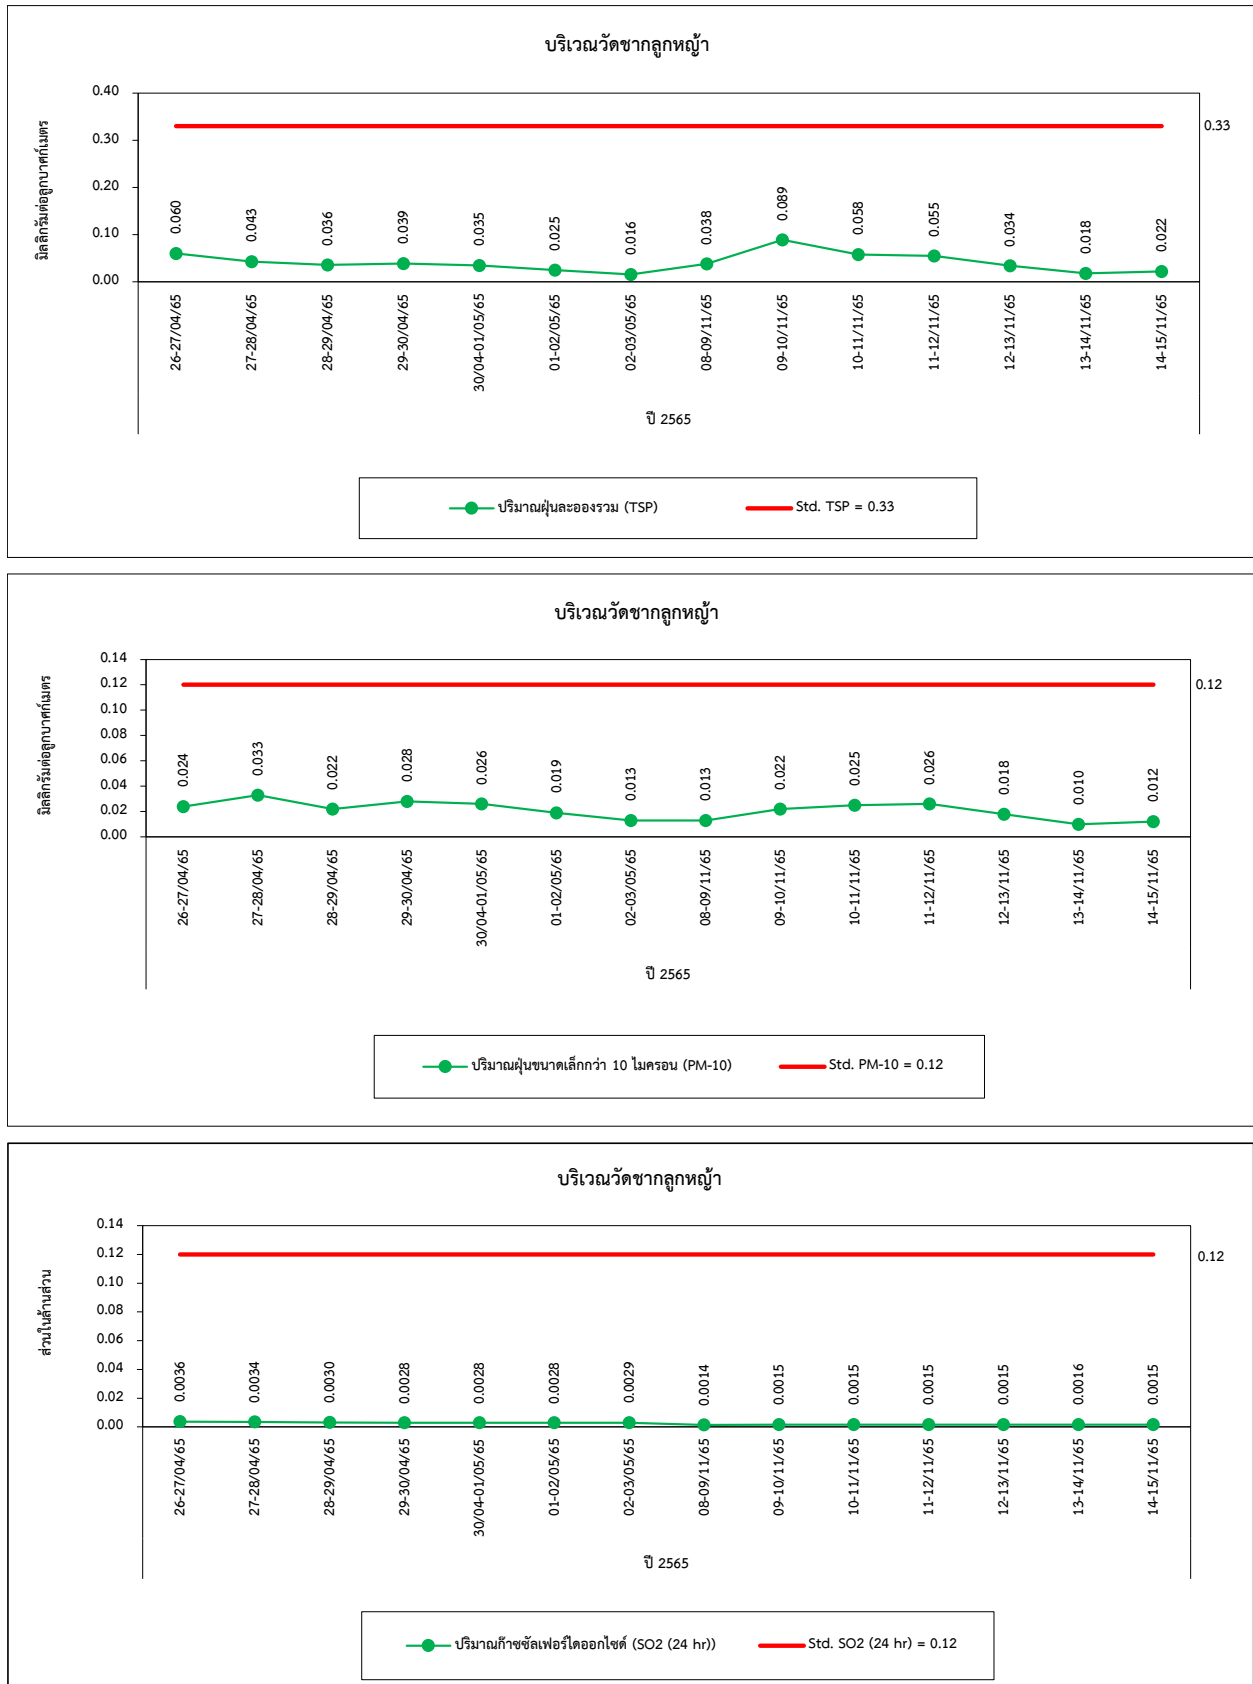 บริเวณวัดชากลูกหญ้า
มิลลิกรัมต่อลูกบาศก์เมตร
0.40
0.30
0.20
0.10
0.00
0.33
0.060 0.043 0.036 0.039 0.035 0.025 0.016 0.038 0.089 0.058 0.055 0.034 0.018 0.022
26-27/04/65 27-28/04/65 28-29/04/65 29-30/04/65 30/04-01/05/65 01-02/05/65 02-03/05/65 08-09/11/65 09-10/11/65 10-11/11/65 11-12/11/65 12-13/11/65 13-14/11/65 14-15/11/65
ปี 2565
ปริมาณฝุ่นละอองรวม (TSP) Std. TSP = 0.33
บริเวณวัดชากลูกหญ้า
มิลลิกรัมต่อลูกบาศก์เมตร
0.14
0.12
0.10
0.08
0.06
0.04
0.02
0.00
0.12
0.024 0.033 0.022 0.028 0.026 0.019 0.013 0.013 0.022 0.025 0.026 0.018 0.010 0.012
26-27/04/65 27-28/04/65 28-29/04/65 29-30/04/65 30/04-01/05/65 01-02/05/65 02-03/05/65 08-09/11/65 09-10/11/65 10-11/11/65 11-12/11/65 12-13/11/65 13-14/11/65 14-15/11/65
ปี 2565
ปริมาณฝุ่นขนาดเล็กกว่า 10 ไมครอน (PM-10) Std. PM-10 = 0.12
บริเวณวัดชากลูกหญ้า
ส่วนในล้านส่วน
0.14
0.12
0.10
0.08
0.06
0.04
0.02
0.00
0.12
0.0036 0.0034 0.0030 0.0028 0.0028 0.0028 0.0029 0.0014 0.0015 0.0015 0.0015 0.0015 0.0016 0.0015
26-27/04/65 27-28/04/65 28-29/04/65 29-30/04/65 30/04-01/05/65 01-02/05/65 02-03/05/65 08-09/11/65 09-10/11/65 10-11/11/65 11-12/11/65 12-13/11/65 13-14/11/65 14-15/11/65
ปี 2565
ปริมาณก๊าซซัลเฟอร์ไดออกไซด์ (SO2 (24 hr)) Std. SO2 (24 hr) = 0.12